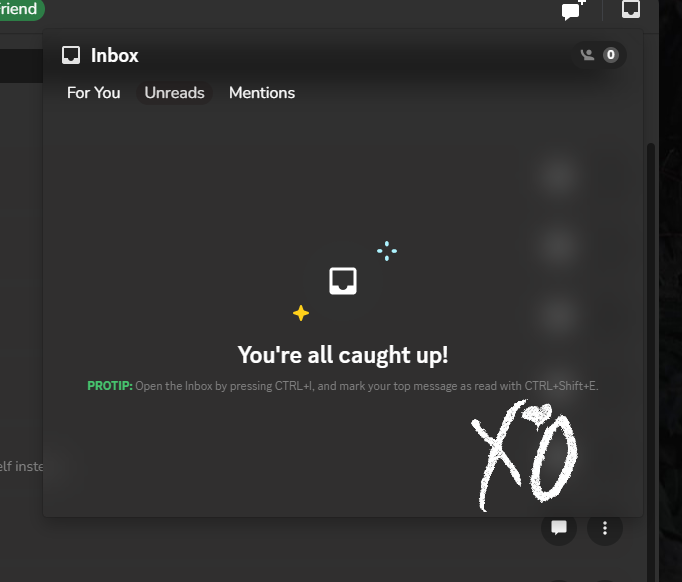 Friend
Inbox
0
For You Unreads Mentions
You're all caught up!
PROTIP: Open the Inbox by pressing CTRL+I, and mark your top message as read with CTRL+Shift+E.
XO
elf inste